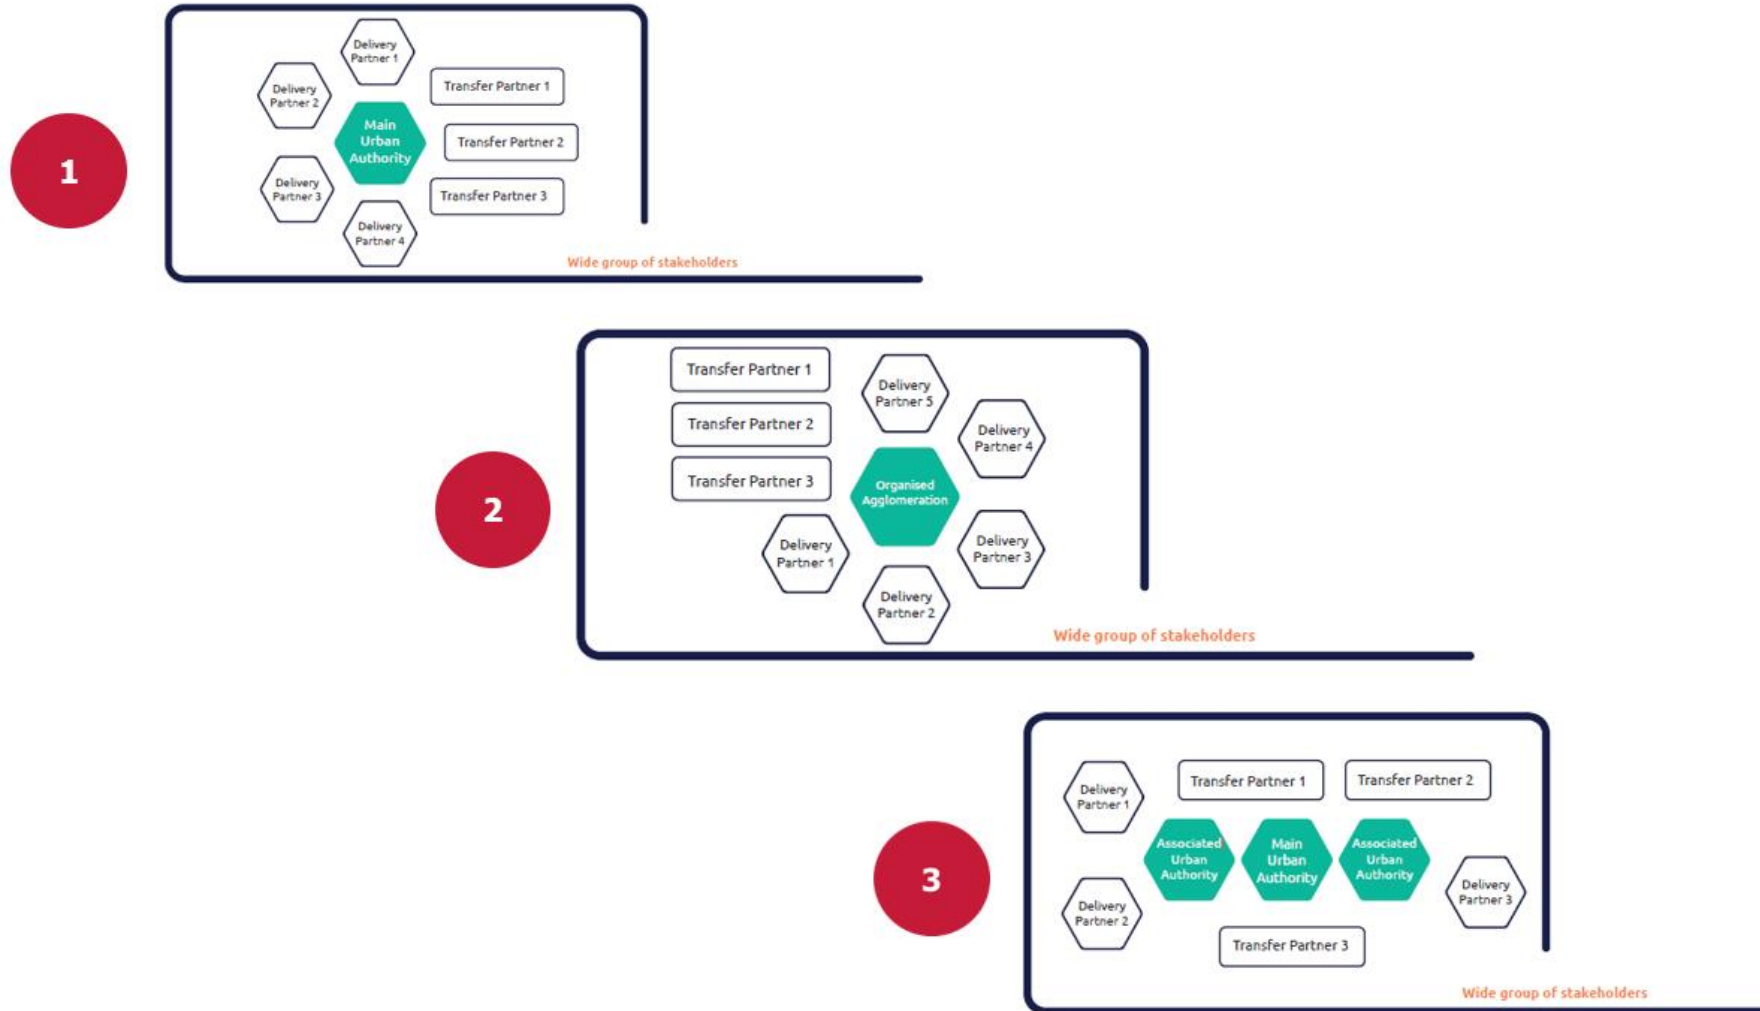 1
Delivery
Partner 1
Delivery
Partner 2
Main
Urban
Authority
Delivery
Partner 3
Delivery
Partner 4
Transfer Partner 1
Transfer Partner 2
Transfer Partner 3
Wide group of stakeholders
2
Transfer Partner 1
Transfer Partner 2
Transfer Partner 3
Delivery
Partner 5
Delivery
Partner 4
Organised
Agglomeration
Delivery
Partner 1
Delivery
Partner 3
Delivery
Partner 2
Wide group of stakeholders
3
Delivery
Partner 1
Transfer Partner 1
Transfer Partner 2
Associated
Urban
Authority
Main
Urban
Authority
Associated
Urban
Authority
Delivery
Partner 2
Delivery
Partner 3
Transfer Partner 3
Wide group of stakeholders